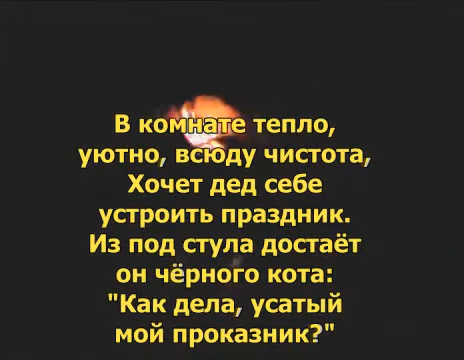 В комнате тепло,
уютно, всюду чистота,
Хочет дед себе
устроить праздник.
Из под стула достаёт
он чёрного кота:
"Как дела, усатый
мой проказник?"